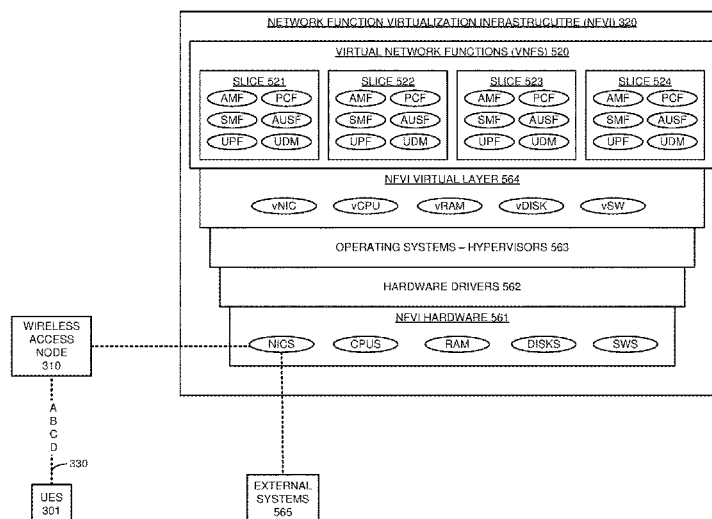 NETWORK FUNCTION VIRTUALIZATION INFRASTRUCUTRE (NFVI) 320
VIRTUAL NETWORK FUNCTIONS (VNFS) 520
SLICE 521
AMF PCF
SMF AUSF
UPF UDM
SLICE 522
AMF PCF
SMF AUSF
UPF UDM
SLICE 523
AMF PCF
SMF AUSF
UPF UDM
SLICE 524
AMF PCF
SMF AUSF
UPF UDM
NFVI VIRTUAL LAYER 564
vNIC vCPU vRAM vDISK vSW
OPERATING SYSTEMS – HYPERVISORS 563
HARDWARE DRIVERS 562
NFVI HARDWARE 561
NICS CPUS RAM DISKS SWS
WIRELESS
ACCESS
NODE
310
A
B
C
D
330
UES
301
EXTERNAL
SYSTEMS
565